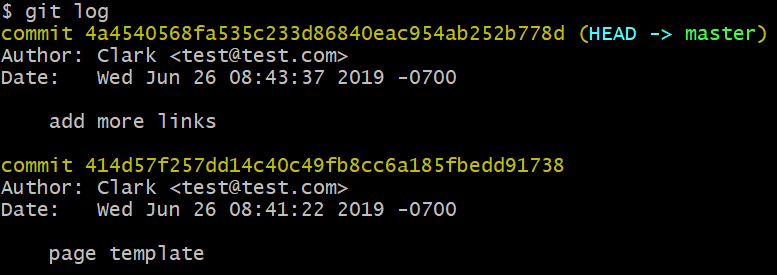 $ git log
commit 4a4540568fa535c233d86840eac954ab252b778d (HEAD -> master)
Author: Clark <test@test.com>
Date:   Wed Jun 26 08:43:37 2019 -0700
    add more links
commit 414d57f257dd14c40c49fb8cc6a185fbedd91738
Author: Clark <test@test.com>
Date:   Wed Jun 26 08:41:22 2019 -0700
    page template